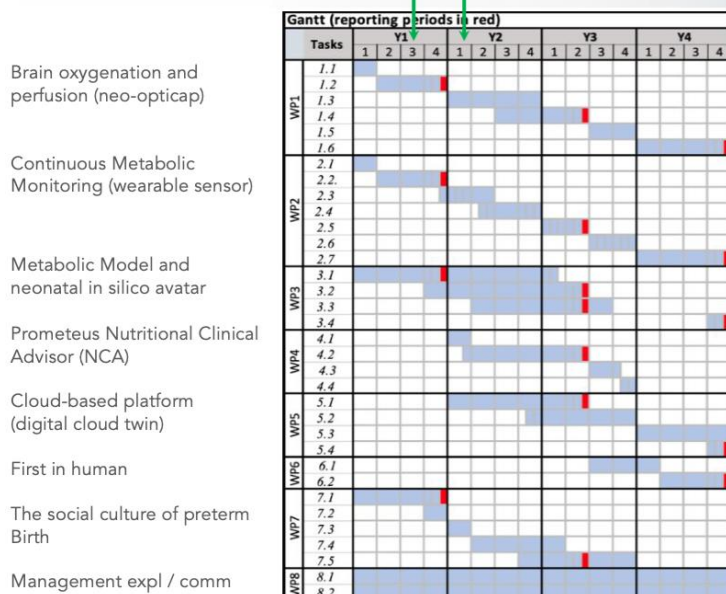 Gantt (reporting periods in red)
Tasks Y1 Y2 Y3 Y4
1 2 3 4 1 2 3 4 1 2 3 4 1 2 3 4
Brain oxygenation and
perfusion (neo-opticap)
WP1
1.1
1.2
1.3
1.4
1.5
1.6
Continuous Metabolic
Monitoring (wearable sensor)
WP2
2.1
2.2.
2.3
2.4
2.5
2.6
2.7
Metabolic Model and
neonatal in silico avatar
WP3
3.1
3.2
3.3
3.4
Prometeus Nutritional Clinical
Advisor (NCA)
WP4
4.1
4.2
4.3
4.4
Cloud-based platform
(digital cloud twin)
WP5
5.1
5.2
5.3
5.4
First in human
WP6
6.1
6.2
The social culture of preterm
Birth
WP7
7.1
7.2
7.3
7.4
7.5
Management expl / comm
WP8
8.1
8.2